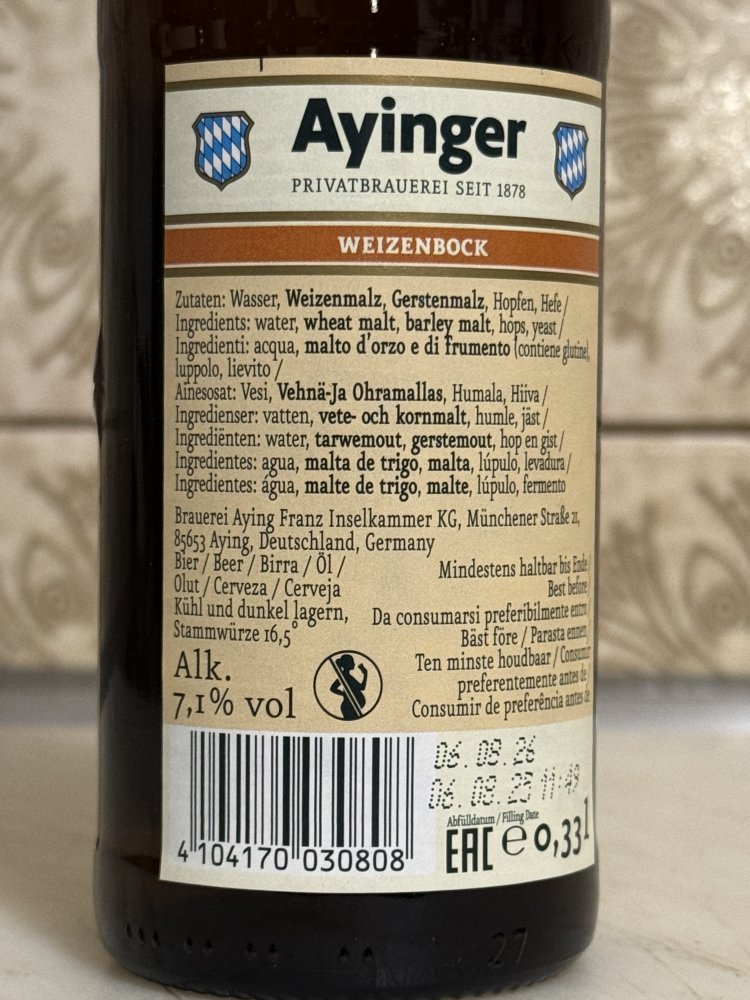 Ayinger
PRIVATBRAUEREI SEIT 1878
WEIZENBOCK
Zutaten: Wasser, Weizenmalz, Gerstenmalz, Hopfen, Hefe /
Ingredients: water, wheat malt, barley malt, hops, yeast /
Ingredienti: acqua, malto d'orzo e di frumento (contiene glutine),
luppolo, lievito /
Ainesosat: Vesi, Vehnä-Ja Ohramallas, Humala, Hiiva /
Ingredienser: vatten, vete- och kornmalt, humle, jäst /
Ingrediënten: water, tarwemout, gerstemout, hop en gist /
Ingredientes: agua, malta de trigo, malta, lúpulo, levadura /
Ingredientes: água, malte de trigo, malte, lúpulo, fermento
Brauerei Aying Franz Inselkammer KG, Münchener Straße 21,
85653 Aying, Deutschland, Germany
Bier / Beer / Birra / Öl /
Olut / Cerveza / Cerveja
Kühl und dunkel lagern,
Stammwürze 16,5°
Alk.
7,1% vol
Mindestens haltbar bis Ende /
Best before /
Da consumarsi preferibilmente entro /
Bäst före / Parasta ennen /
Ten minste houdbaar / Consumir
preferentemente antes de /
Consumir de preferência antes de
06.08.26
06.08.25 11:49
Abfülldatum / Filling Date
EAC e 0,33 l
4 104170 030808
27